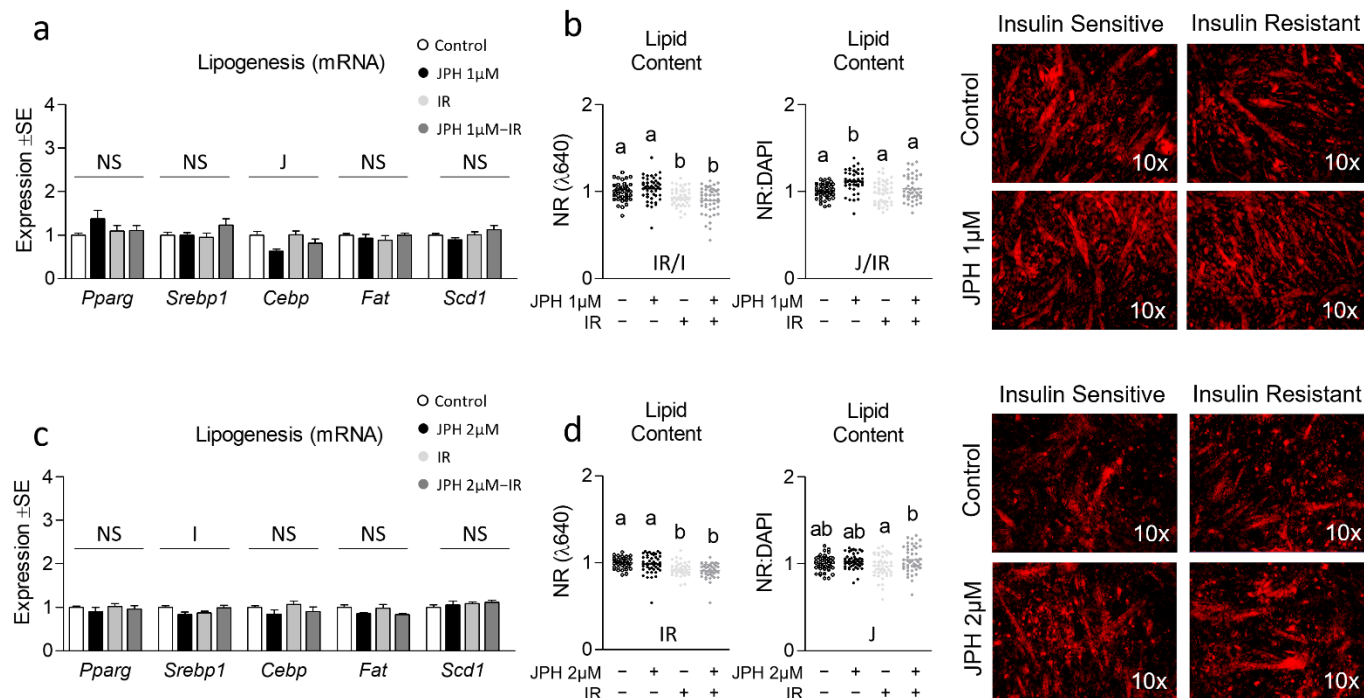 a
Lipogenesis (mRNA)
Control
JPH 1µM
IR
JPH 1µM–IR
Expression ±SE
4
3
2
1
0
NS
NS
J
NS
NS
Pparg
Srebp1
Cebp
Fat
Scd1
b
Lipid
Content
NR (λ640)
2
1
0
a
a
b
b
IR/I
JPH 1µM – + – +
IR – – + +
Lipid
Content
NR:DAPI
2
1
0
a
b
a
a
J/IR
JPH 1µM – + – +
IR – – + +
Insulin Sensitive
Insulin Resistant
Control
10x
10x
JPH 1µM
10x
10x
c
Lipogenesis (mRNA)
Control
JPH 2µM
IR
JPH 2µM–IR
Expression ±SE
4
3
2
1
0
NS
I
NS
NS
NS
Pparg
Srebp1
Cebp
Fat
Scd1
d
Lipid
Content
NR (λ640)
2
1
0
a
a
b
b
IR
JPH 2µM – + – +
IR – – + +
Lipid
Content
NR:DAPI
2
1
0
ab
ab
a
b
J
JPH 2µM – + – +
IR – – + +
Insulin Sensitive
Insulin Resistant
Control
10x
10x
JPH 2µM
10x
10x